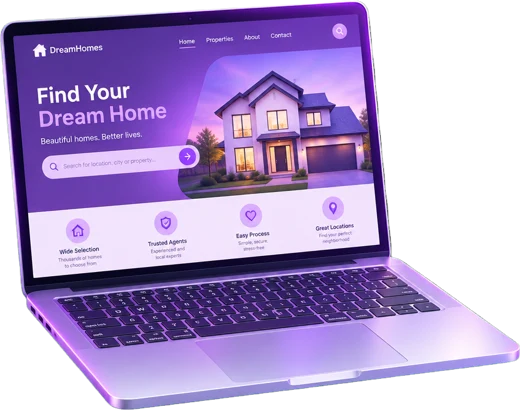 DreamHomes
Home Properties About Contact
Find Your
Dream Home
Beautiful homes. Better lives.
Search for location, city or property...
Wide Selection
Thousands of homes
to choose from
Trusted Agents
Experienced and
local experts
Easy Process
Simple, secure
stress-free
Great Locations
Find your perfect
neighborhood